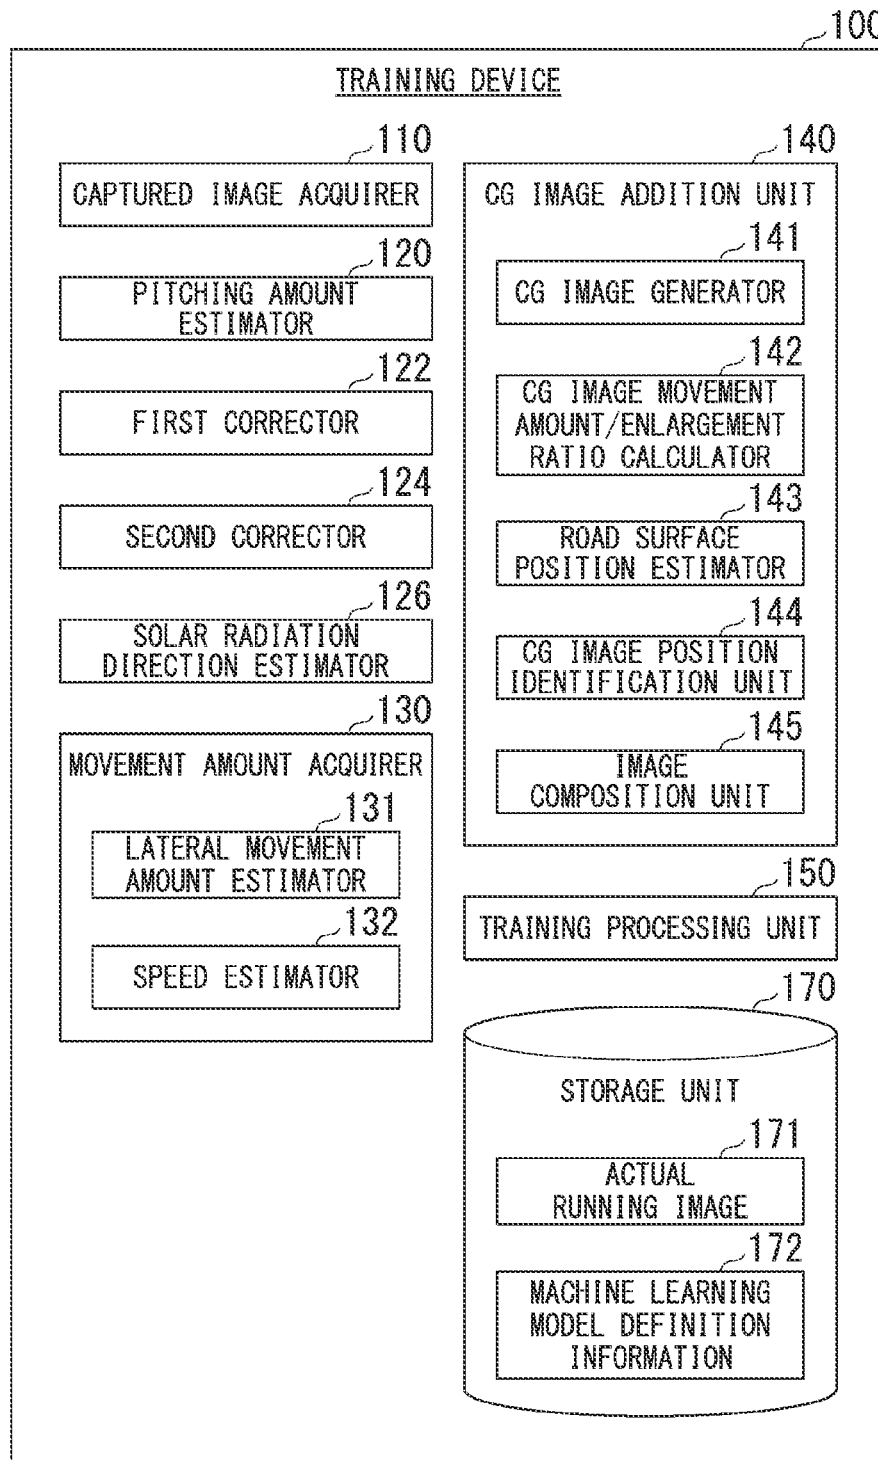 100
TRAINING DEVICE
110
CAPTURED IMAGE ACQUIRER
120
PITCHING AMOUNT
ESTIMATOR
122
FIRST CORRECTOR
124
SECOND CORRECTOR
126
SOLAR RADIATION
DIRECTION ESTIMATOR
130
MOVEMENT AMOUNT ACQUIRER
131
LATERAL MOVEMENT
AMOUNT ESTIMATOR
132
SPEED ESTIMATOR
140
CG IMAGE ADDITION UNIT
141
CG IMAGE GENERATOR
142
CG IMAGE MOVEMENT
AMOUNT/ENLARGEMENT
RATIO CALCULATOR
143
ROAD SURFACE
POSITION ESTIMATOR
144
CG IMAGE POSITION
IDENTIFICATION UNIT
145
IMAGE
COMPOSITION UNIT
150
TRAINING PROCESSING UNIT
170
STORAGE UNIT
171
ACTUAL
RUNNING IMAGE
172
MACHINE LEARNING
MODEL DEFINITION
INFORMATION